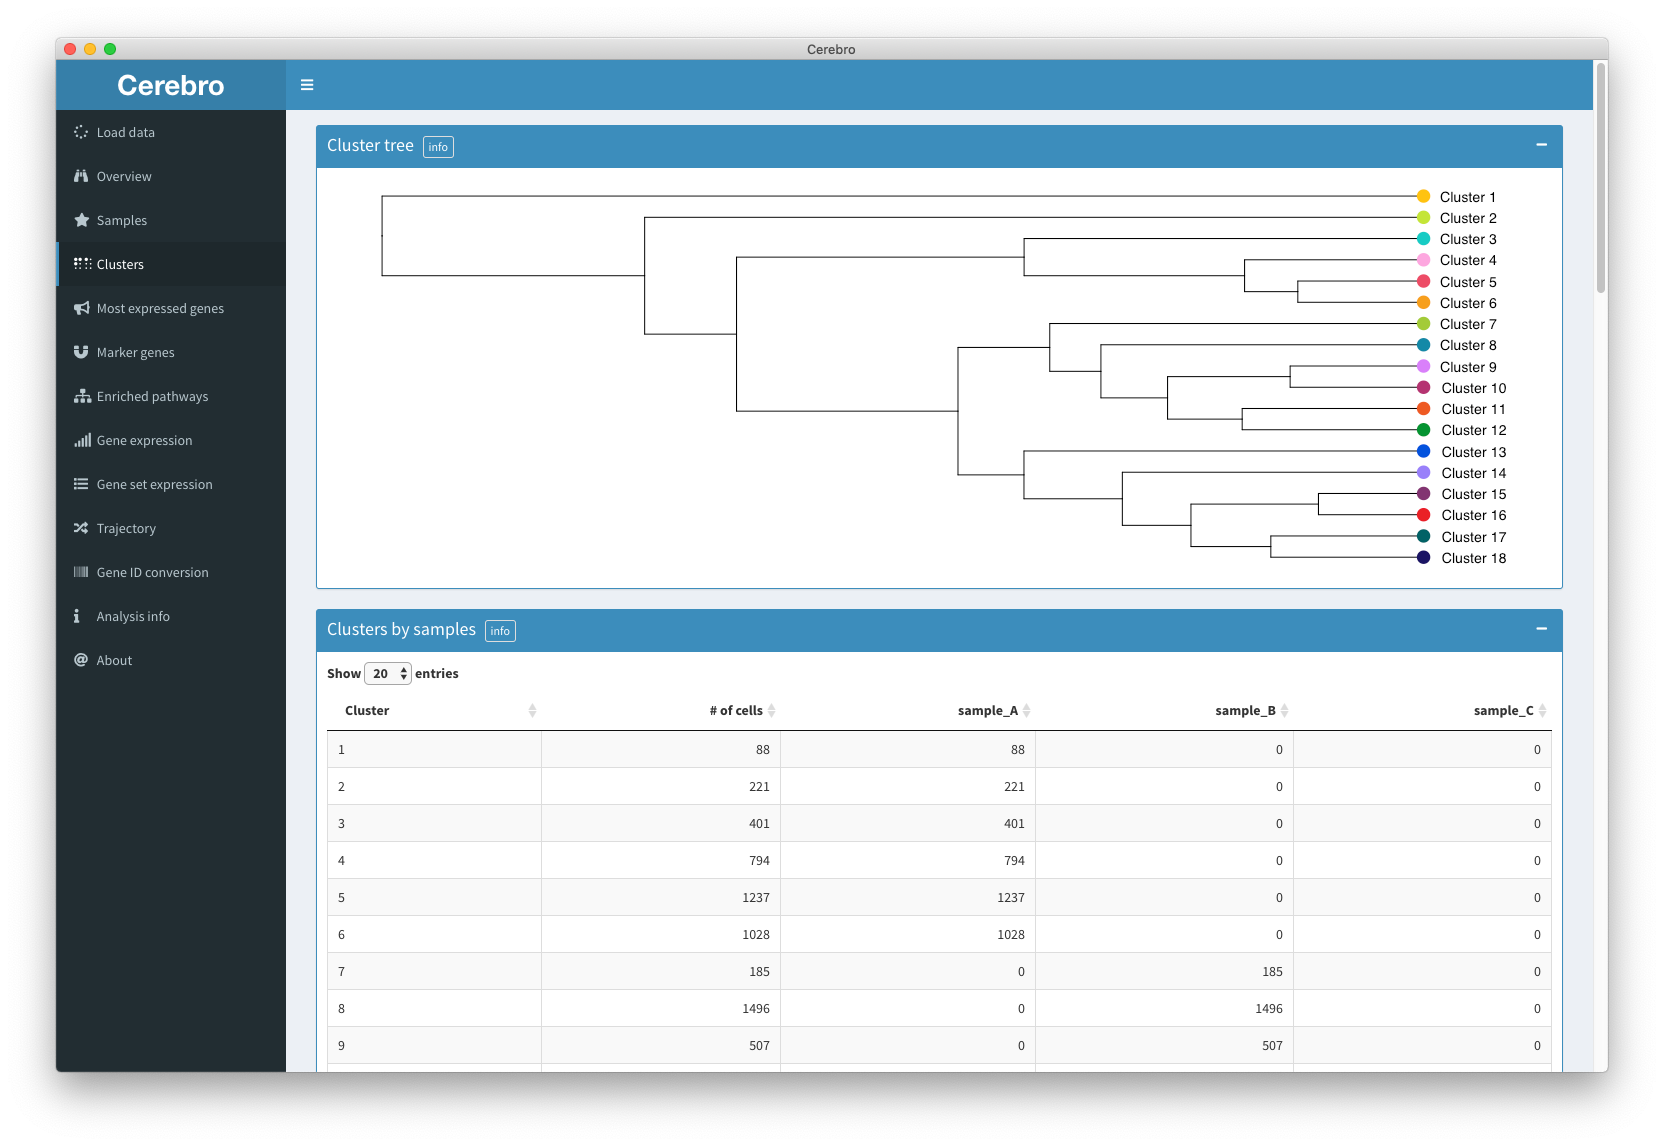 Cerebro
Cerebro
Load data
Overview
Samples
Clusters
Most expressed genes
Marker genes
Enriched pathways
Gene expression
Gene set expression
Trajectory
Gene ID conversion
Analysis info
About
Cluster tree info
Cluster 1
Cluster 2
Cluster 3
Cluster 4
Cluster 5
Cluster 6
Cluster 7
Cluster 8
Cluster 9
Cluster 10
Cluster 11
Cluster 12
Cluster 13
Cluster 14
Cluster 15
Cluster 16
Cluster 17
Cluster 18
Clusters by samples info
Show 20 entries
Cluster # of cells sample_A sample_B sample_C
1 88 88 0 0
2 221 221 0 0
3 401 401 0 0
4 794 794 0 0
5 1237 1237 0 0
6 1028 1028 0 0
7 185 0 185 0
8 1496 0 1496 0
9 507 0 507 0